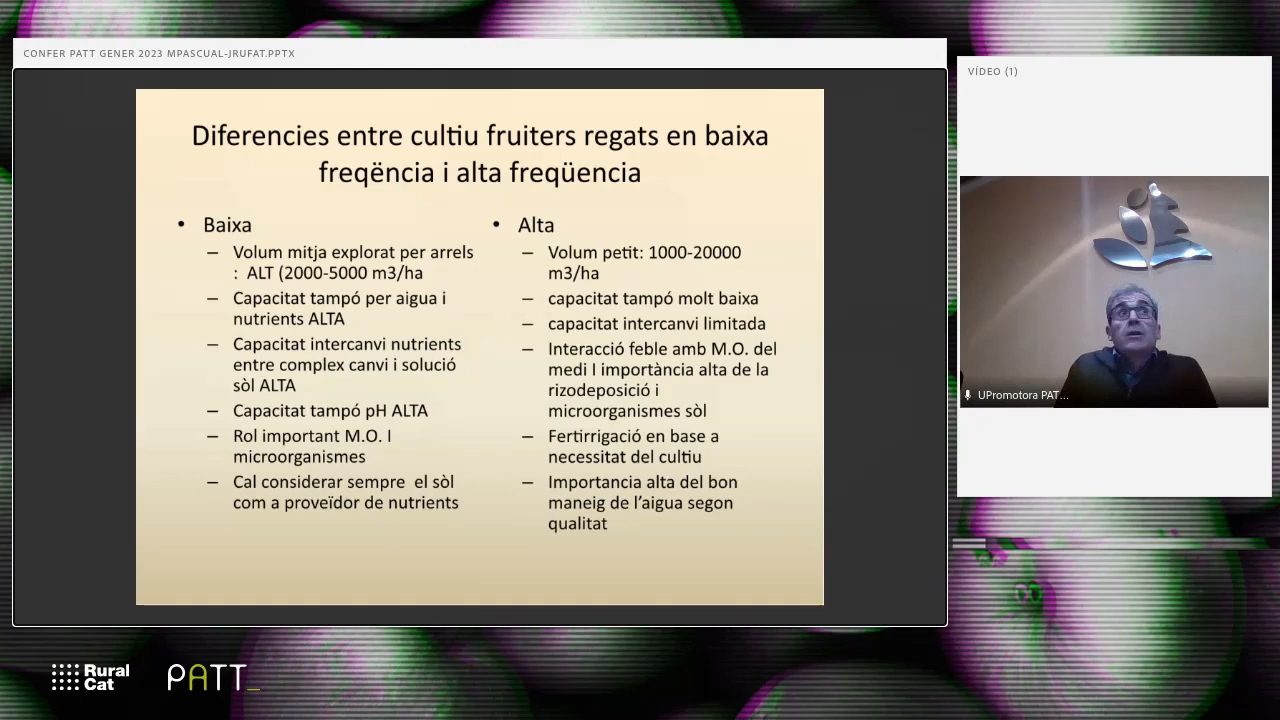 CONFER PATT GENER 2023 MPASCUAL-JRUFAT.PPTX
Diferencies entre cultiu fruiters regats en baixa
freqëncia i alta freqüencia
• Baixa
– Volum mitja explorat per arrels
: ALT (2000-5000 m3/ha
– Capacitat tampó per aigua i
nutrients ALTA
– Capacitat intercanvi nutrients
entre complex canvi i solució
sòl ALTA
– Capacitat tampó pH ALTA
– Rol important M.O. I
microorganismes
– Cal considerar sempre el sòl
com a proveïdor de nutrients
• Alta
– Volum petit: 1000-20000
m3/ha
– capacitat tampó molt baixa
– capacitat intercanvi limitada
– Interacció feble amb M.O. del
medi I importància alta de la
rizodeposició i
microorganismes sòl
– Fertirrigació en base a
necessitat del cultiu
– Importancia alta del bon
maneig de l’aigua segon
qualitat
VÍDEO (1)
UPromotora PAT...
Rural
Cat
PATT_